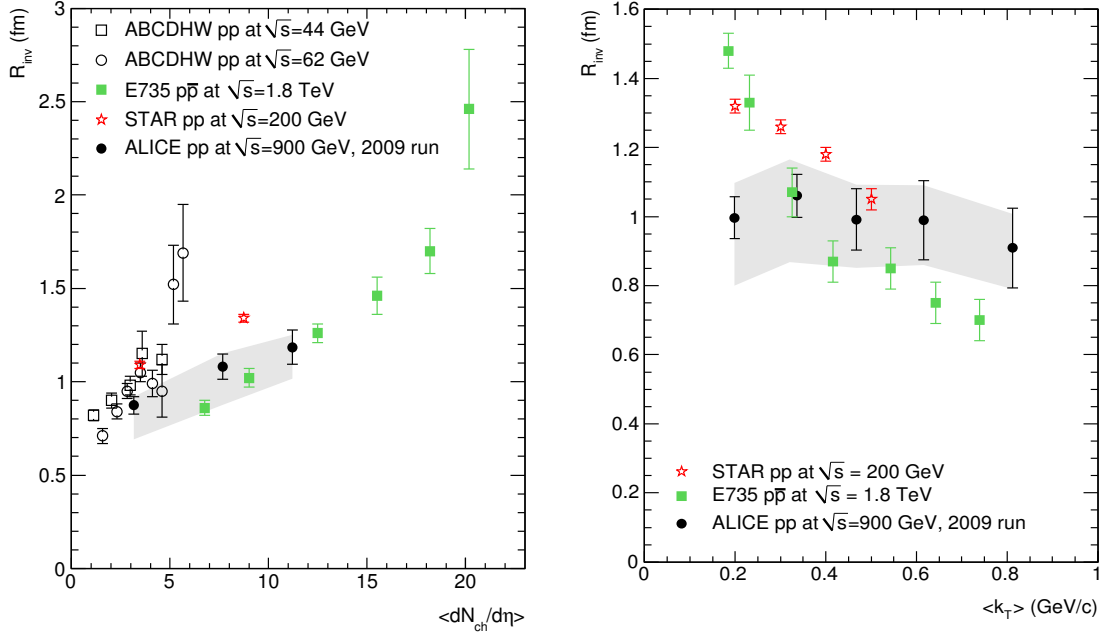 R_inv (fm)
3
2.5
2
1.5
1
0.5
0
ABCDHW pp at √s=44 GeV
ABCDHW pp at √s=62 GeV
E735 pp̅ at √s=1.8 TeV
STAR pp at √s=200 GeV
ALICE pp at √s=900 GeV, 2009 run
0 5 10 15 20
<dN_ch/dη>
R_inv (fm)
1.6
1.4
1.2
1
0.8
0.6
0.4
0.2
0
STAR pp at √s = 200 GeV
E735 pp̅ at √s = 1.8 TeV
ALICE pp at √s=900 GeV, 2009 run
0 0.2 0.4 0.6 0.8 1
<k_T> (GeV/c)